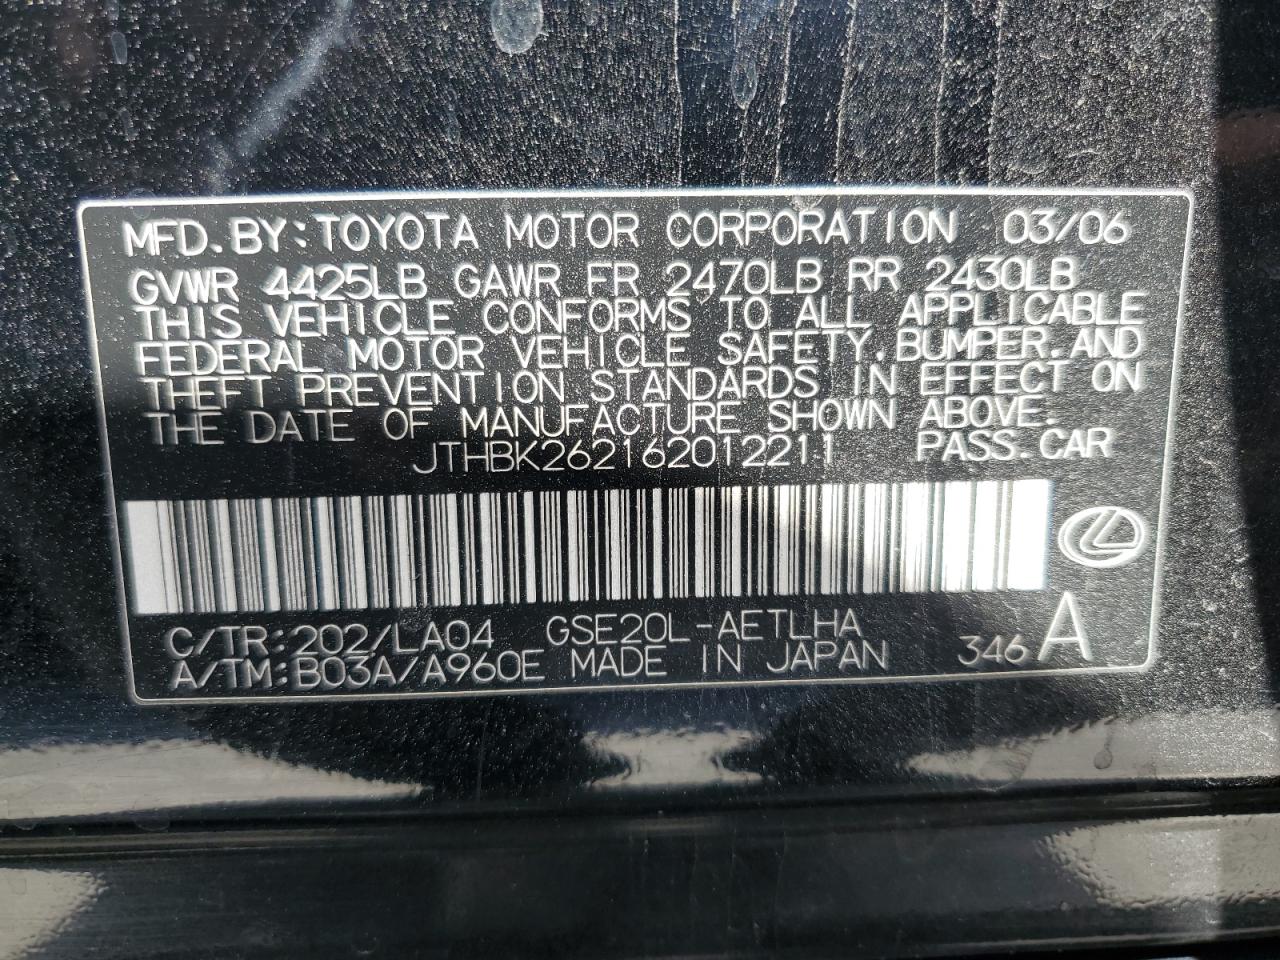 MFD.BY:TOYOTA MOTOR CORPORATION 03/06
GVWR 4425LB GAWR FR 2470LB RR 2430LB
THIS VEHICLE CONFORMS TO ALL APPLICABLE
FEDERAL MOTOR VEHICLE SAFETY,BUMPER,AND
THEFT PREVENTION STANDARDS IN EFFECT ON
THE DATE OF MANUFACTURE SHOWN ABOVE.
JTHBK262162012211 PASS.CAR
C/TR:202/LA04 GSE20L-AETLHA
A/TM:B03A/A960E MADE IN JAPAN 346 A